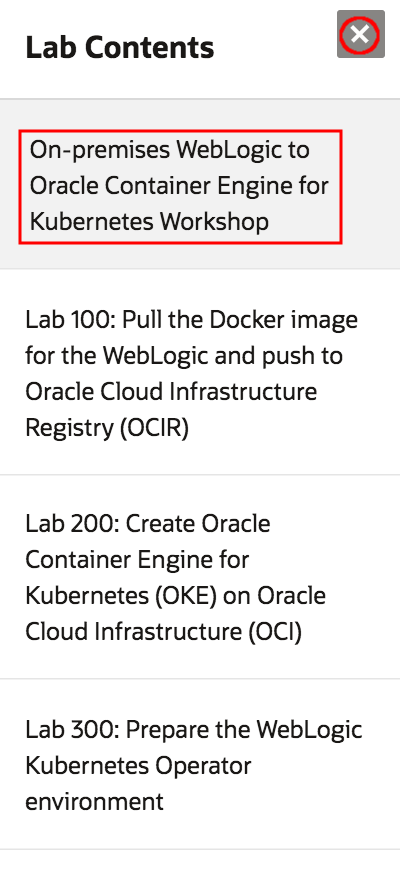 Lab Contents
On-premises WebLogic to
Oracle Container Engine for
Kubernetes Workshop
Lab 100: Pull the Docker image
for the WebLogic and push to
Oracle Cloud Infrastructure
Registry (OCIR)
Lab 200: Create Oracle
Container Engine for
Kubernetes (OKE) on Oracle
Cloud Infrastructure (OCI)
Lab 300: Prepare the WebLogic
Kubernetes Operator
environment